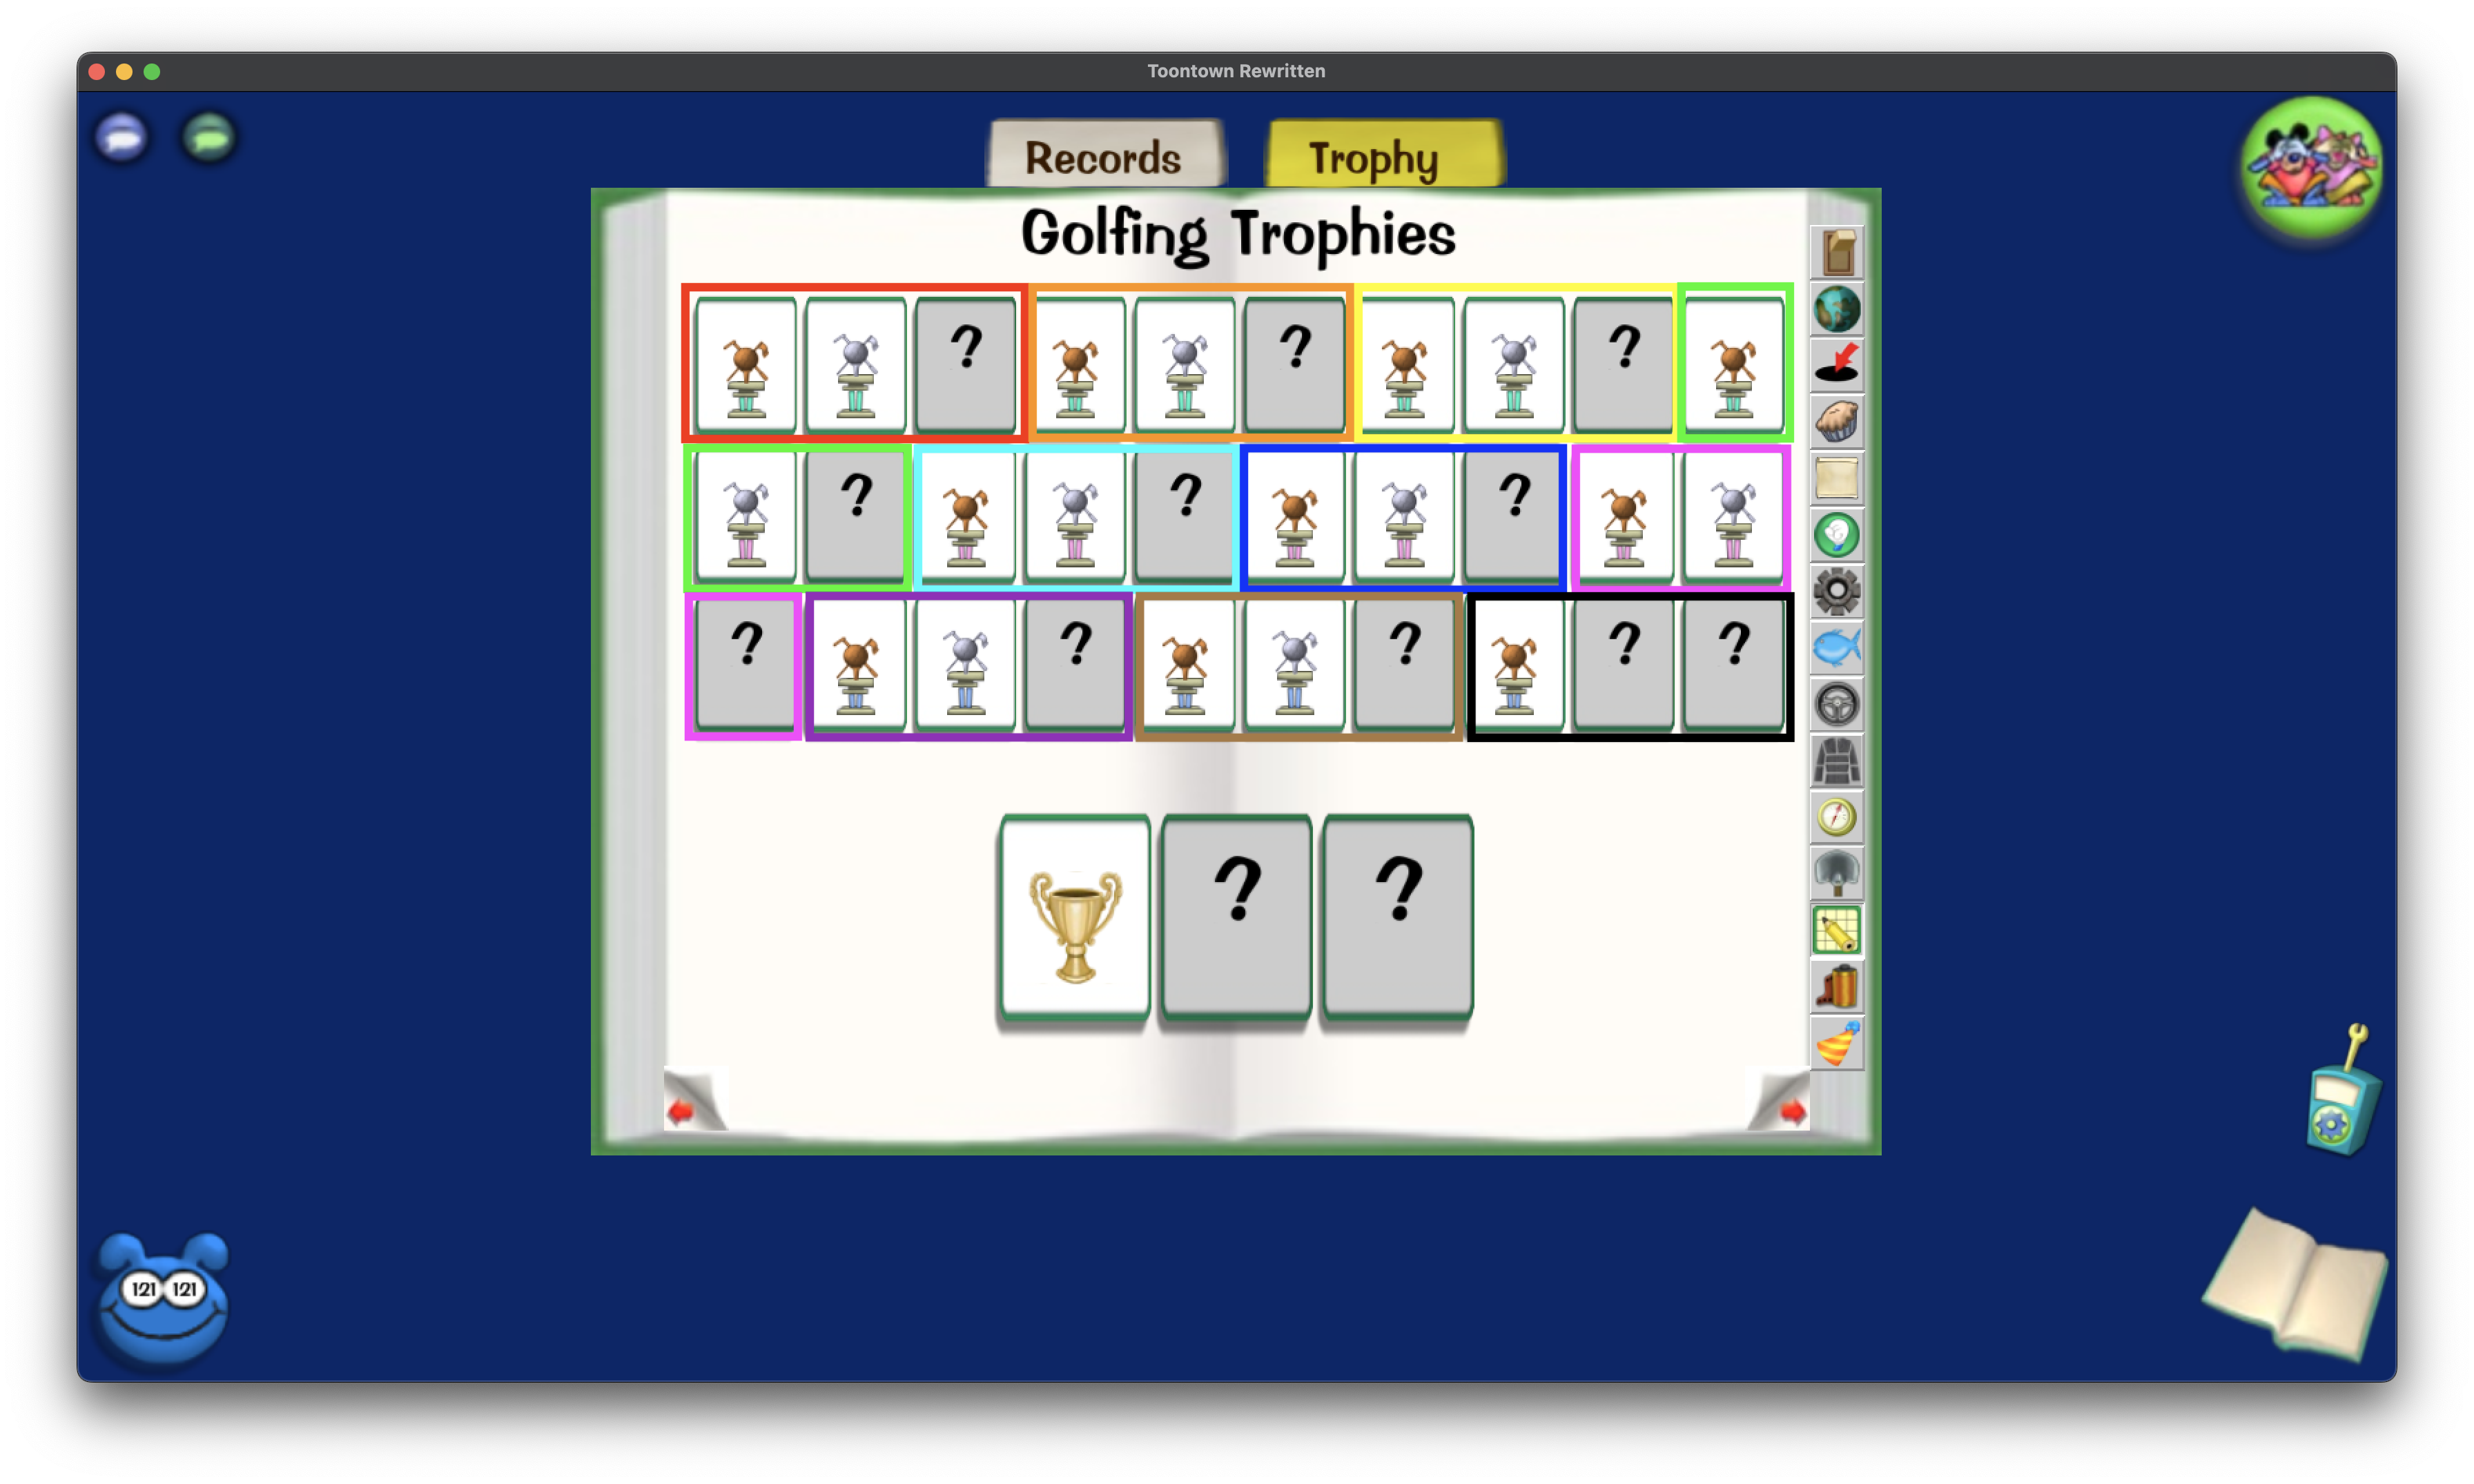 Toontown Rewritten
Records Trophy
Golfing Trophies
? ? ?
? ? ?
? ? ? ? ?
? ?
121 121